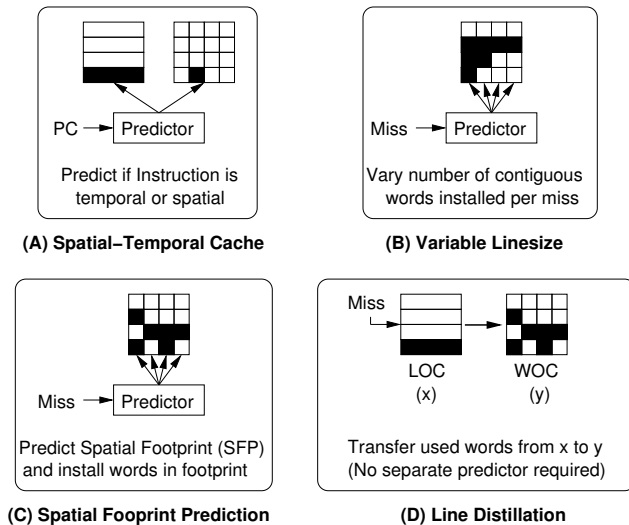 PC
Predictor
Predict if Instruction is
temporal or spatial
(A) Spatial-Temporal Cache
Miss
Predictor
Vary number of contiguous
words installed per miss
(B) Variable Linesize
Miss
Predictor
Predict Spatial Footprint (SFP)
and install words in footprint
(C) Spatial Fooprint Prediction
Miss
LOC
(x)
WOC
(y)
Transfer used words from x to y
(No separate predictor required)
(D) Line Distillation